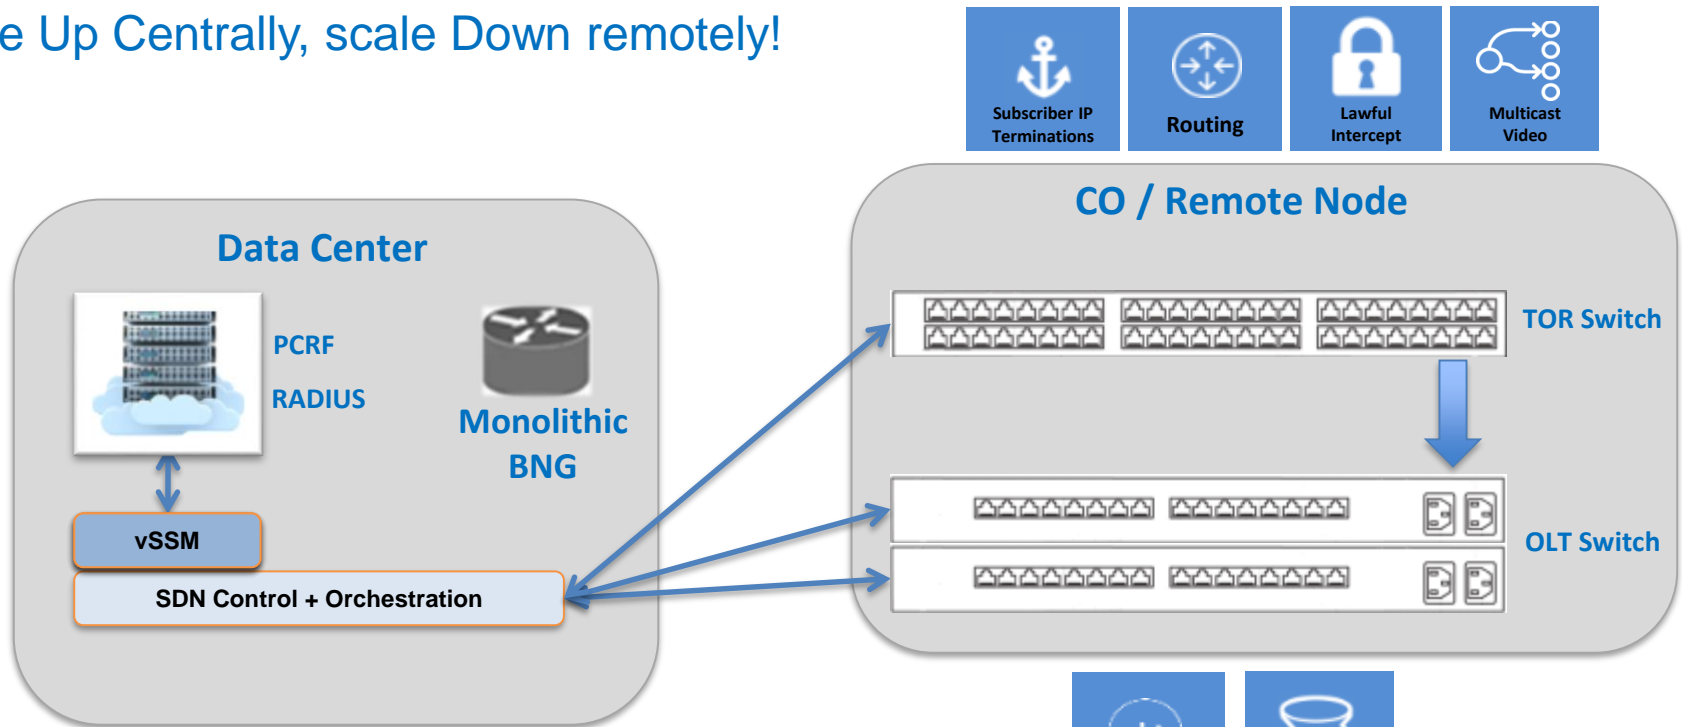 e Up Centrally, scale Down remotely!
Subscriber IP
Terminations
Routing
Lawful
Intercept
Multicast
Video
CO / Remote Node
Data Center
PCRF
RADIUS
Monolithic
BNG
TOR Switch
vSSM
SDN Control + Orchestration
OLT Switch